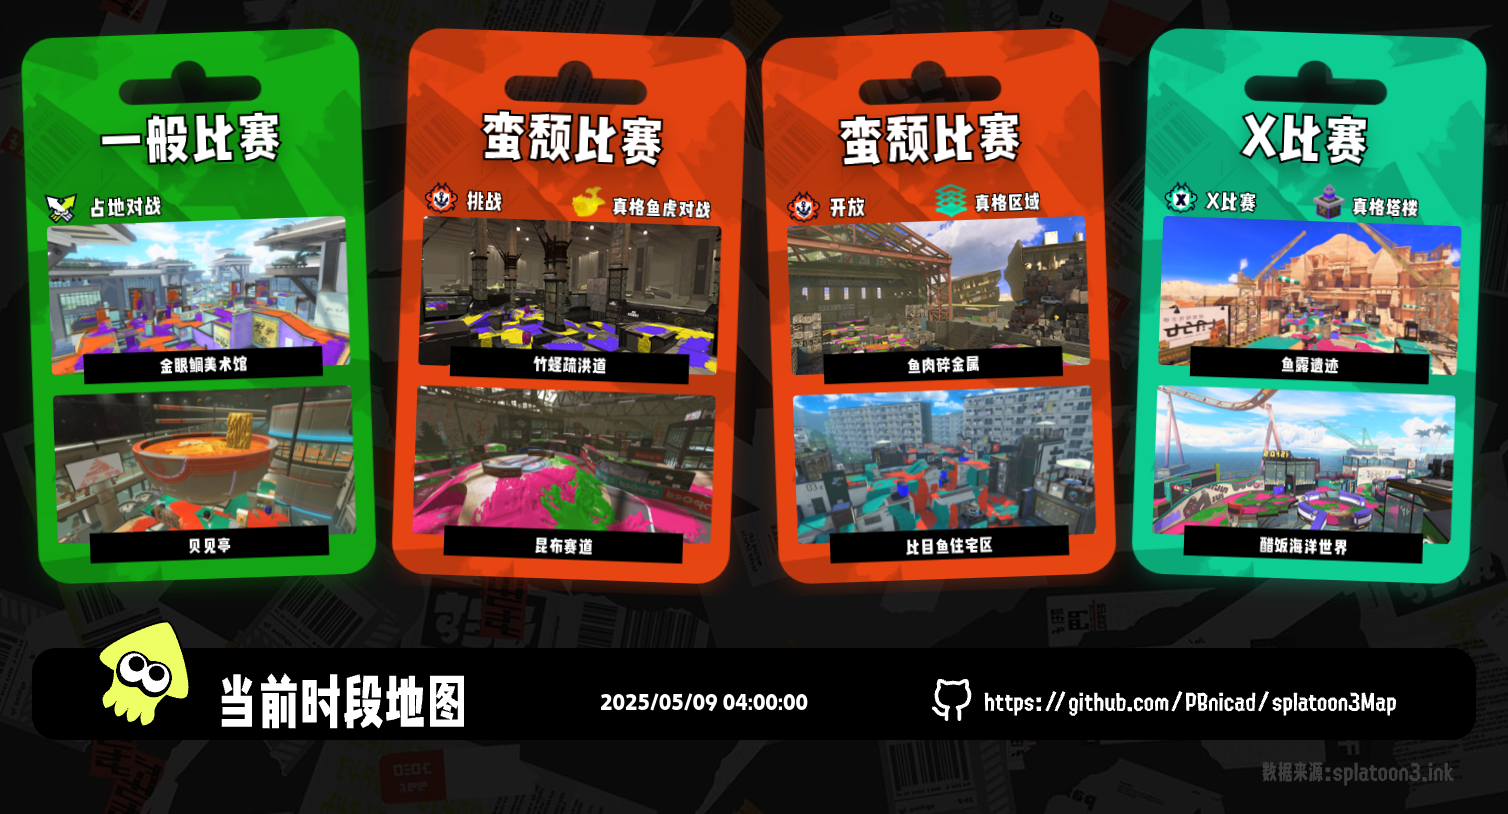 一般比赛
占地对战
金眼鲷美术馆
贝见亭
蛮颓比赛
挑战
真格鱼虎对战
竹蛏疏洪道
昆布赛道
蛮颓比赛
开放
真格区域
鱼肉碎金属
比目鱼住宅区
X比赛
X比赛
真格塔楼
鱼露遗迹
醋饭海洋世界
当前时段地图
2025/05/09 04:00:00
https://github.com/PBnicad/splatoon3Map
数据来源:splatoon3.ink